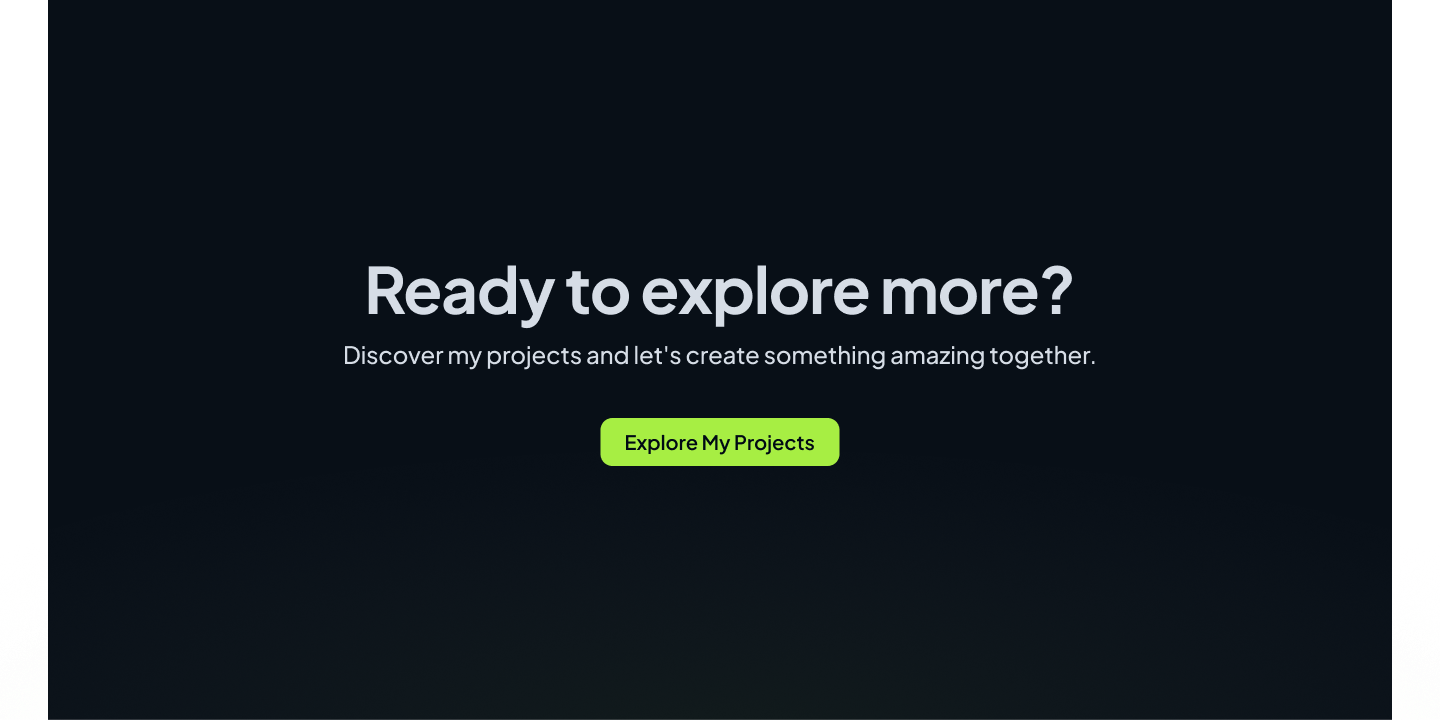 Ready to explore more?
Discover my projects and let's create something amazing together.
Explore My Projects